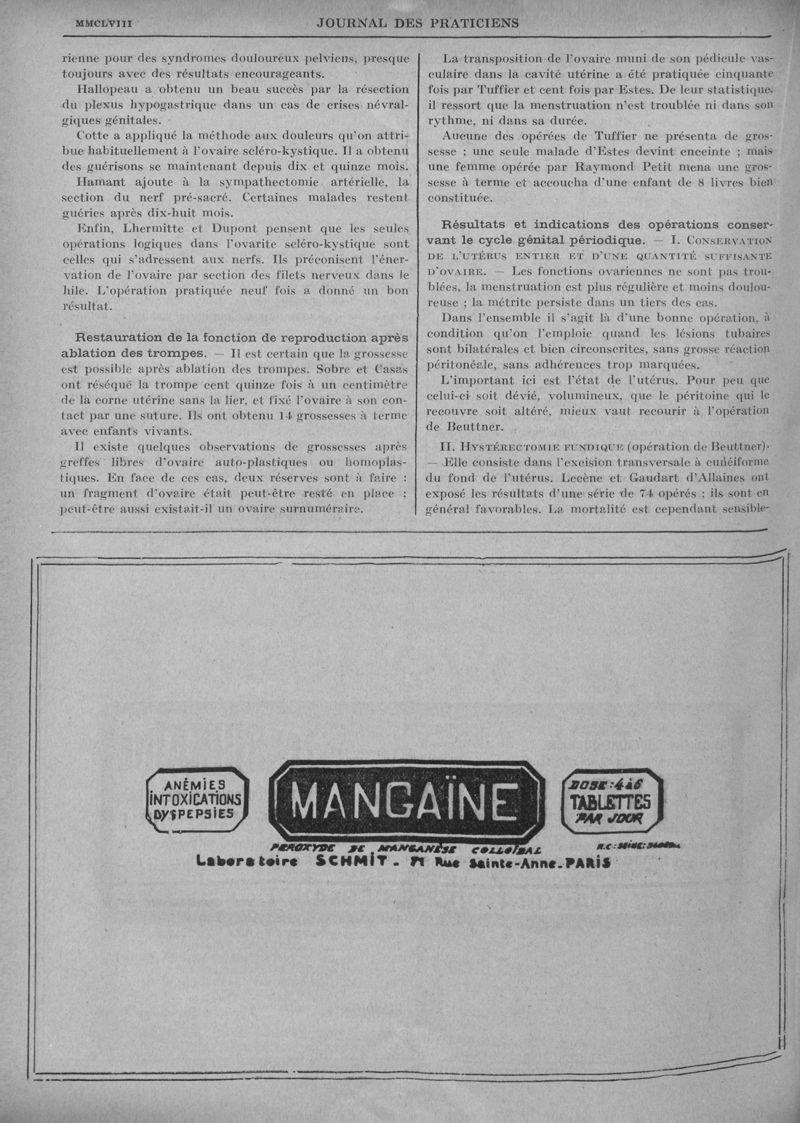 MMCLVIII
JOURNAL DES PRATICIENS
rienne pour des syndromes douloureux pelviens, presque
toujours avec des résultats encourageants.
Hallopeau a obtenu un beau succès par la résection
du plexus hypogastrique dans un cas de crises névral-
giques génitales.
Cotte a appliqué la méthode aux douleurs qu'on attri-
bue habituellement à l'ovaire scléro-kystique. Il a obtenu
des guérisons se maintenant depuis dix et quinze mois.
Hamant ajoute à la sympathectomie artérielle, la
section du nerf pré-sacré. Certaines malades restent
guéries après dix-huit mois.
Enfin, Lhermitte et Dupont pensent que les seules
opérations logiques dans l'ovarite scléro-kystique sont
celles qui s'adressent aux nerfs. Ils préconisent l'éner-
vation de l'ovaire par section des filets nerveux dans le
hile. L'opération pratiquée neuf fois a donné un bon
résultat.
Restauration de la fonction de reproduction après
ablation des trompes. — Il est certain que la grossesse
est possible après ablation des trompes. Sobre et Casas
ont réséqué la trompe cent quinze fois à un centimètre
de la corne utérine sans la lier, et fixé l'ovaire à son con-
tact par une suture. Ils ont obtenu 14 grossesses à terme
avec enfants vivants.
Il existe quelques observations de grossesses après
greffes libres d'ovaire auto-plastiques ou homoplas-
tiques. En face de ces cas, deux réserves sont à faire :
un fragment d'ovaire était peut-être resté en place ;
peut-être aussi existait-il un ovaire surnuméraire.
La transposition de l'ovaire muni de son pédicule vas-
culaire dans la cavité utérine a été pratiquée cinquante
fois par Tuffier et cent fois par Estes. De leur statistique,
il ressort que la menstruation n'est troublée ni dans son
rythme, ni dans sa durée.
Aucune des opérées de Tuffier ne présenta de gros-
sesse ; une seule malade d'Estes devint enceinte ; mais
une femme opérée par Raymond Petit mena une gros-
sesse à terme et accoucha d'une enfant de 8 livres bien
constituée.
Résultats et indications des opérations conser-
vant le cycle génital périodique. — I. CONSERVATION
DE L'UTÉRUS ENTIER ET D'UNE QUANTITÉ SUFFISANTE
D'OVAIRE. — Les fonctions ovariennes ne sont pas trou-
blées, la menstruation est plus régulière et moins doulou-
reuse ; la métrite persiste dans un tiers des cas.
Dans l'ensemble il s'agit là d'une bonne opération, à
condition qu'on l'emploie quand les lésions tubaires
sont bilatérales et bien circonscrites, sans grosse réaction
péritonéale, sans adhérences trop marquées.
L'important ici est l'état de l'utérus. Pour peu que
celui-ci soit dévié, volumineux, que le péritoine qui le
recouvre soit altéré, mieux vaut recourir à l'opération
de Beuttner.
II. HYSTÉRECTOMIE FUNDIQUE (opération de Beuttner).
— Elle consiste dans l'excision transversale à cunéiforme
du fond de l'utérus. Lecène et Gaudart d'Allaines ont
exposé les résultats d'une série de 74 opérés ; ils sont en
général favorables. La mortalité est cependant sensible-
ANÉMIES
INTOXICATIONS
DYSPEPSIES
MANGAÏNE
DOSE : 4 à 6
TABLETTES
PAR JOUR
PEROXYDE DE MANGANÈSE COLLOÏDAL
R.C: SEINE:
Laboratoire SCHMIT - 71 Rue Sainte-Anne-PARIS